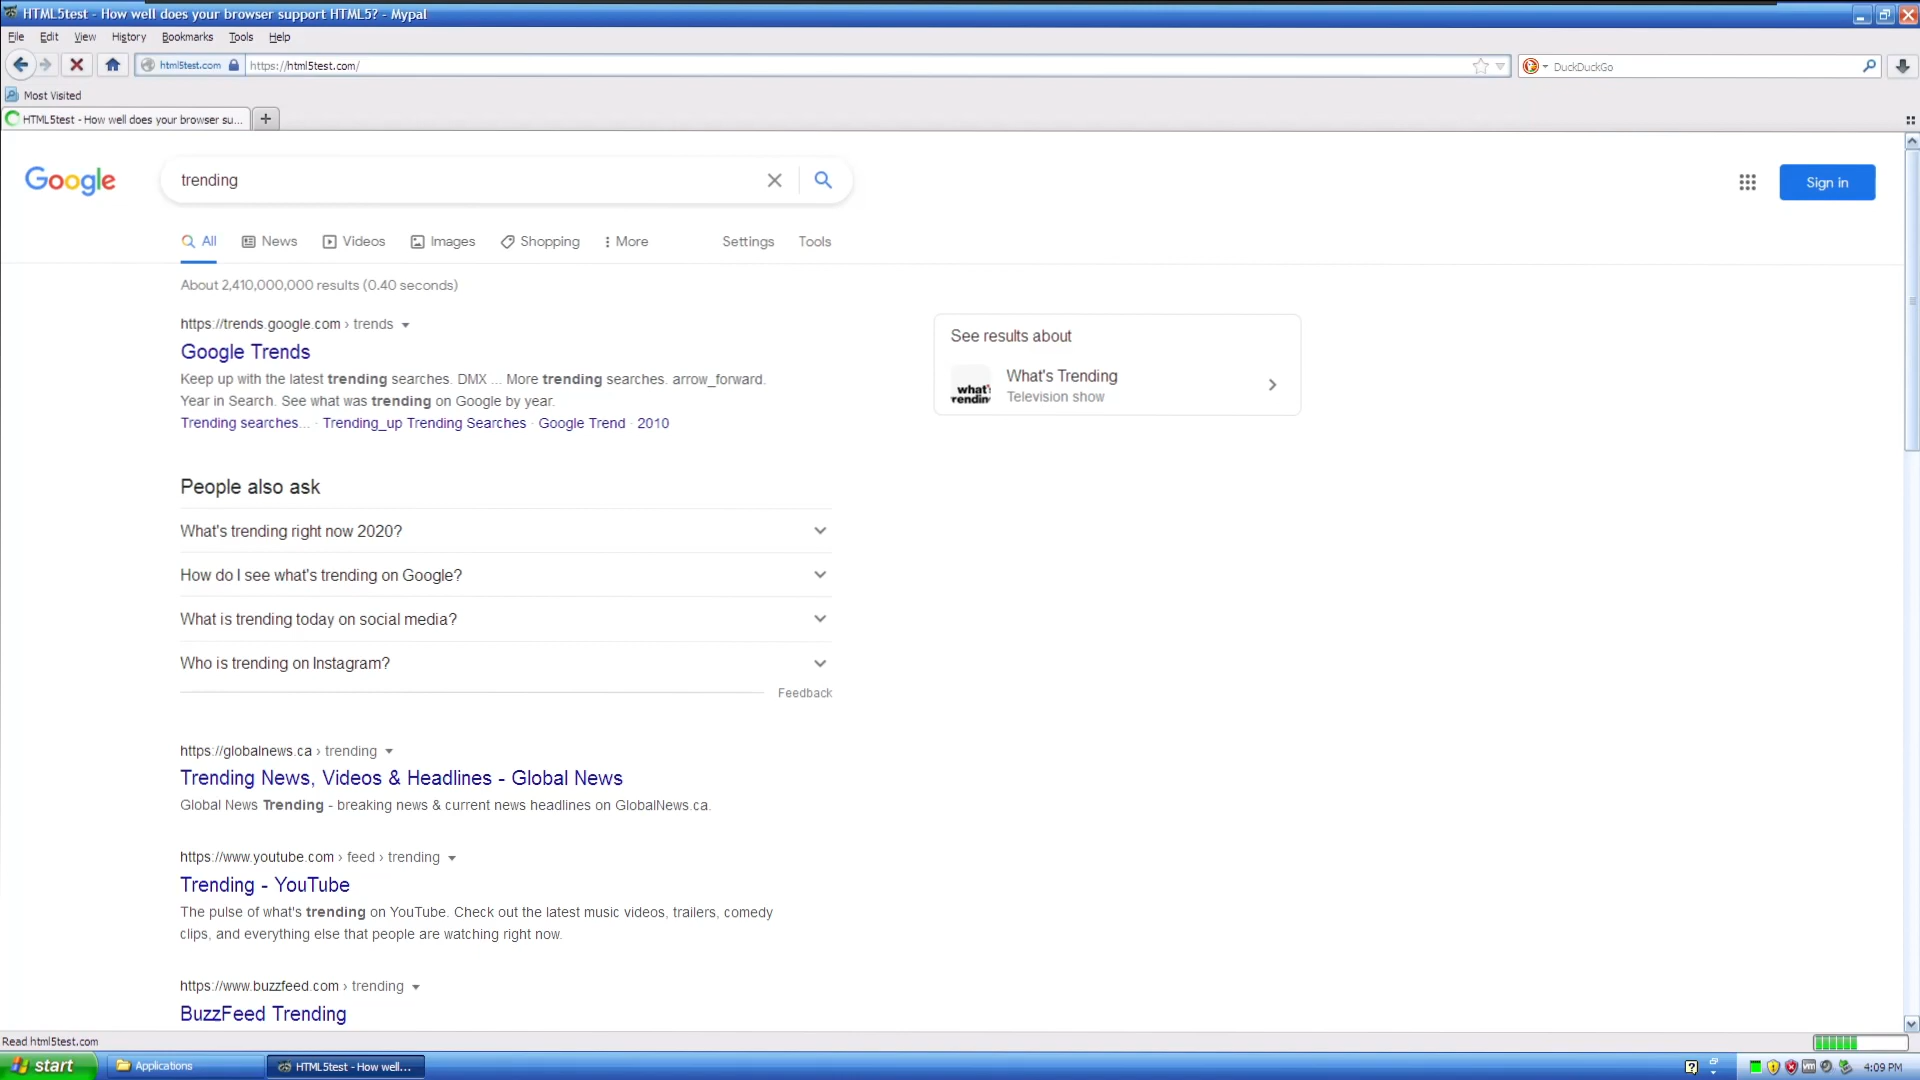 HTML5test - How well does your browser support HTML5? - Mypal
File Edit View History Bookmarks Tools Help
html5test.com https://html5test.com/ DuckDuckGo
Most Visited
HTML5test - How well does your browser su...
Google trending Sign in
All News Videos Images Shopping More Settings Tools
About 2,410,000,000 results (0.40 seconds)
https://trends.google.com › trends
Google Trends
Keep up with the latest trending searches. DMX ... More trending searches. arrow_forward.
Year in Search. See what was trending on Google by year.
Trending searches... · Trending_up Trending Searches · Google Trend · 2010
See results about
what's
trending
What's Trending
Television show
People also ask
What's trending right now 2020?
How do I see what's trending on Google?
What is trending today on social media?
Who is trending on Instagram?
Feedback
https://globalnews.ca › trending
Trending News, Videos & Headlines - Global News
Global News Trending - breaking news & current news headlines on GlobalNews.ca.
https://www.youtube.com › feed › trending
Trending - YouTube
The pulse of what's trending on YouTube. Check out the latest music videos, trailers, comedy
clips, and everything else that people are watching right now.
https://www.buzzfeed.com › trending
BuzzFeed Trending
Read html5test.com
start Applications HTML5test - How well... 4:09 PM